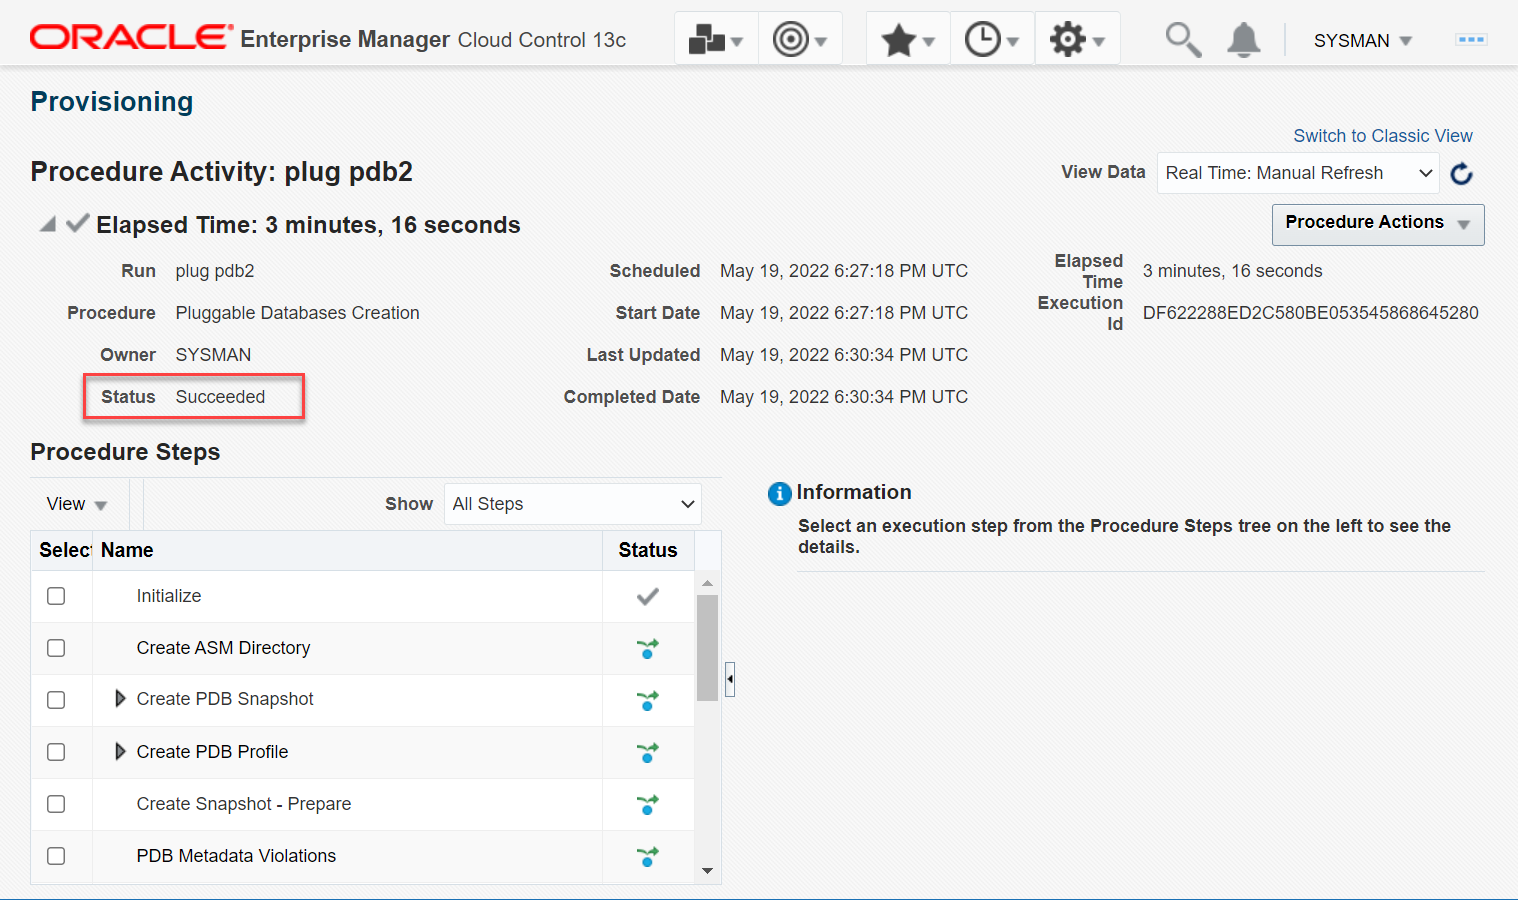 ORACLE Enterprise Manager Cloud Control 13c
SYSMAN
Provisioning
Switch to Classic View
Procedure Activity: plug pdb2
View Data Real Time: Manual Refresh
Elapsed Time: 3 minutes, 16 seconds
Procedure Actions
Run plug pdb2
Procedure Pluggable Databases Creation
Owner SYSMAN
Status Succeeded
Scheduled May 19, 2022 6:27:18 PM UTC
Start Date May 19, 2022 6:27:18 PM UTC
Last Updated May 19, 2022 6:30:34 PM UTC
Completed Date May 19, 2022 6:30:34 PM UTC
Elapsed
Time 3 minutes, 16 seconds
Execution
Id DF622288ED2C580BE053545868645280
Procedure Steps
View
Show All Steps
Select Name Status
Initialize
Create ASM Directory
Create PDB Snapshot
Create PDB Profile
Create Snapshot - Prepare
PDB Metadata Violations
Information
Select an execution step from the Procedure Steps tree on the left to see the
details.